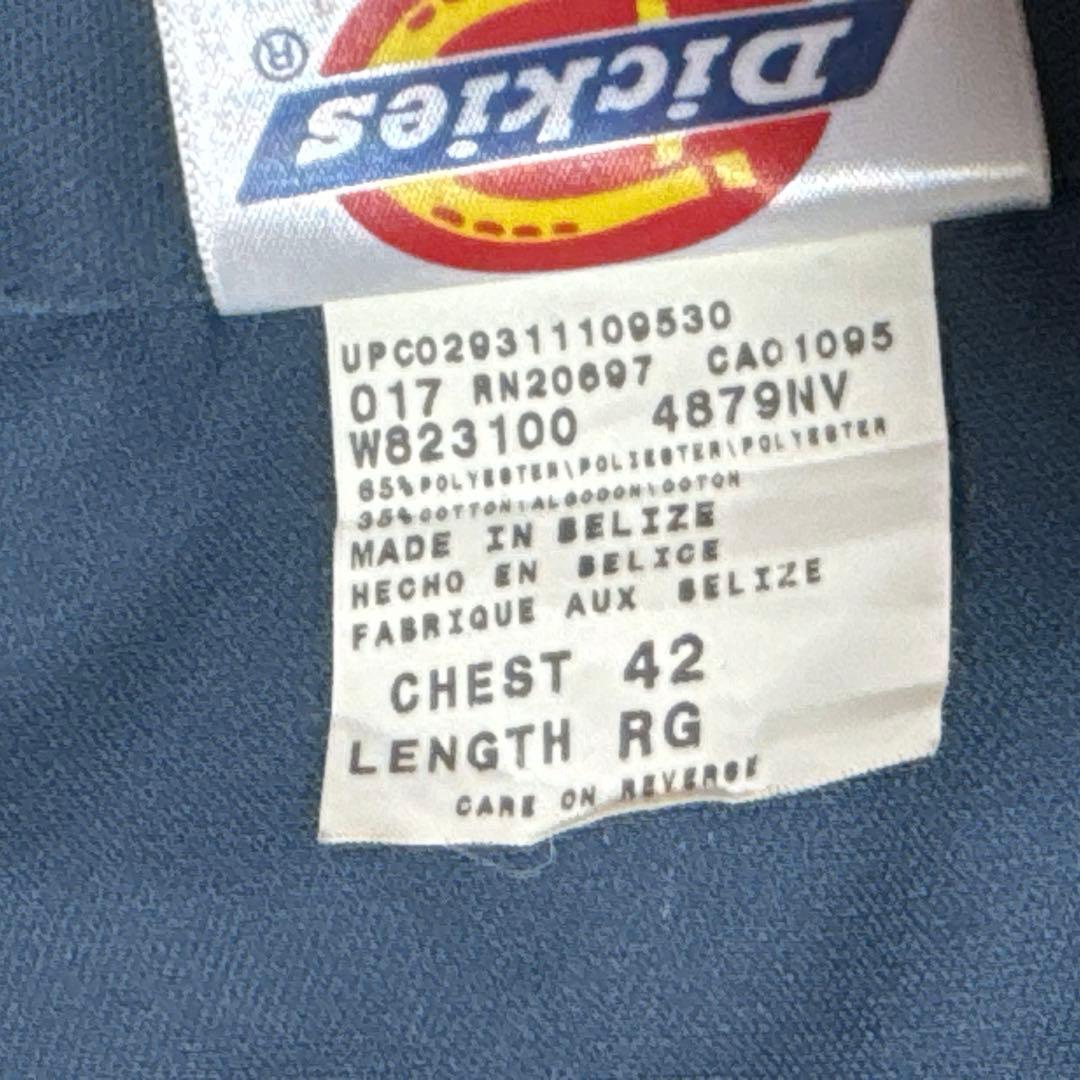 Dickies
®
UPC029311109530
017 RN20697 CA01095
W823100 4879NV
65%POLYESTER\POLIESTER\POLYESTER
35%COTTON\ALGODON\COTON
MADE IN BELIZE
HECHO EN BELICE
FABRIQUE AUX BELIZE
CHEST 42
LENGTH RG
CARE ON REVERSE